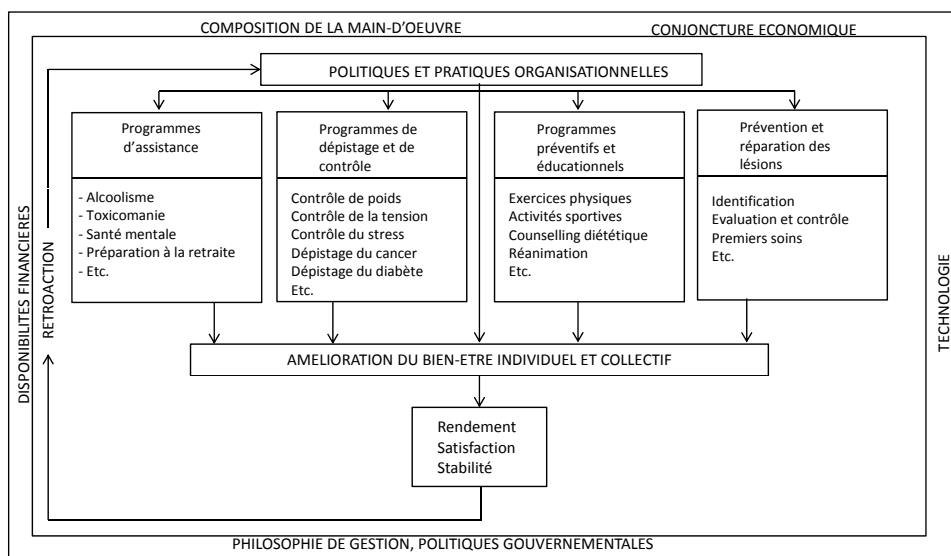 COMPOSITION DE LA MAIN-D'OEUVRE
CONJONCTURE ECONOMIQUE
POLITIQUES ET PRATIQUES ORGANISATIONNELLES
Programmes
d'assistance
- Alcoolisme
- Toxicomanie
- Santé mentale
- Préparation à la retraite
- Etc.
Programmes de
dépistage et de
contrôle
Contrôle de poids
Contrôle de la tension
Contrôle du stress
Dépistage du cancer
Dépistage du diabète
Etc.
Programmes
préventifs et
éducationnels
Exercices physiques
Activités sportives
Counselling diététique
Réanimation
Etc.
Prévention et
réparation des
lésions
Identification
Evaluation et contrôle
Premiers soins
Etc.
DISPONIBILITES FINANCIERES
RETROACTION
TECHNOLOGIE
AMELIORATION DU BIEN-ETRE INDIVIDUEL ET COLLECTIF
Rendement
Satisfaction
Stabilité
PHILOSOPHIE DE GESTION, POLITIQUES GOUVERNEMENTALES